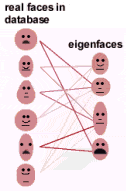 real faces in
database
eigenfaces